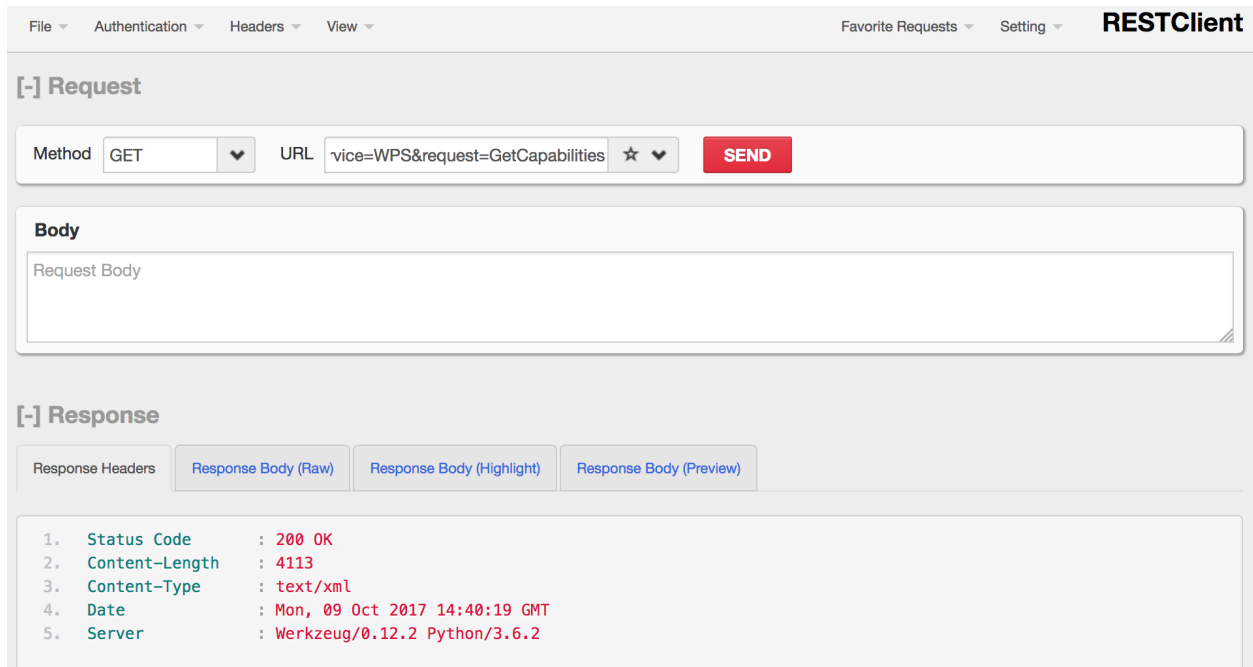 File Authentication Headers View Favorite Requests Setting RESTClient
[-] Request
Method GET URL vice=WPS&request=GetCapabilities SEND
Body
Request Body
[-] Response
Response Headers Response Body (Raw) Response Body (Highlight) Response Body (Preview)
1. Status Code : 200 OK
2. Content-Length : 4113
3. Content-Type : text/xml
4. Date : Mon, 09 Oct 2017 14:40:19 GMT
5. Server : Werkzeug/0.12.2 Python/3.6.2